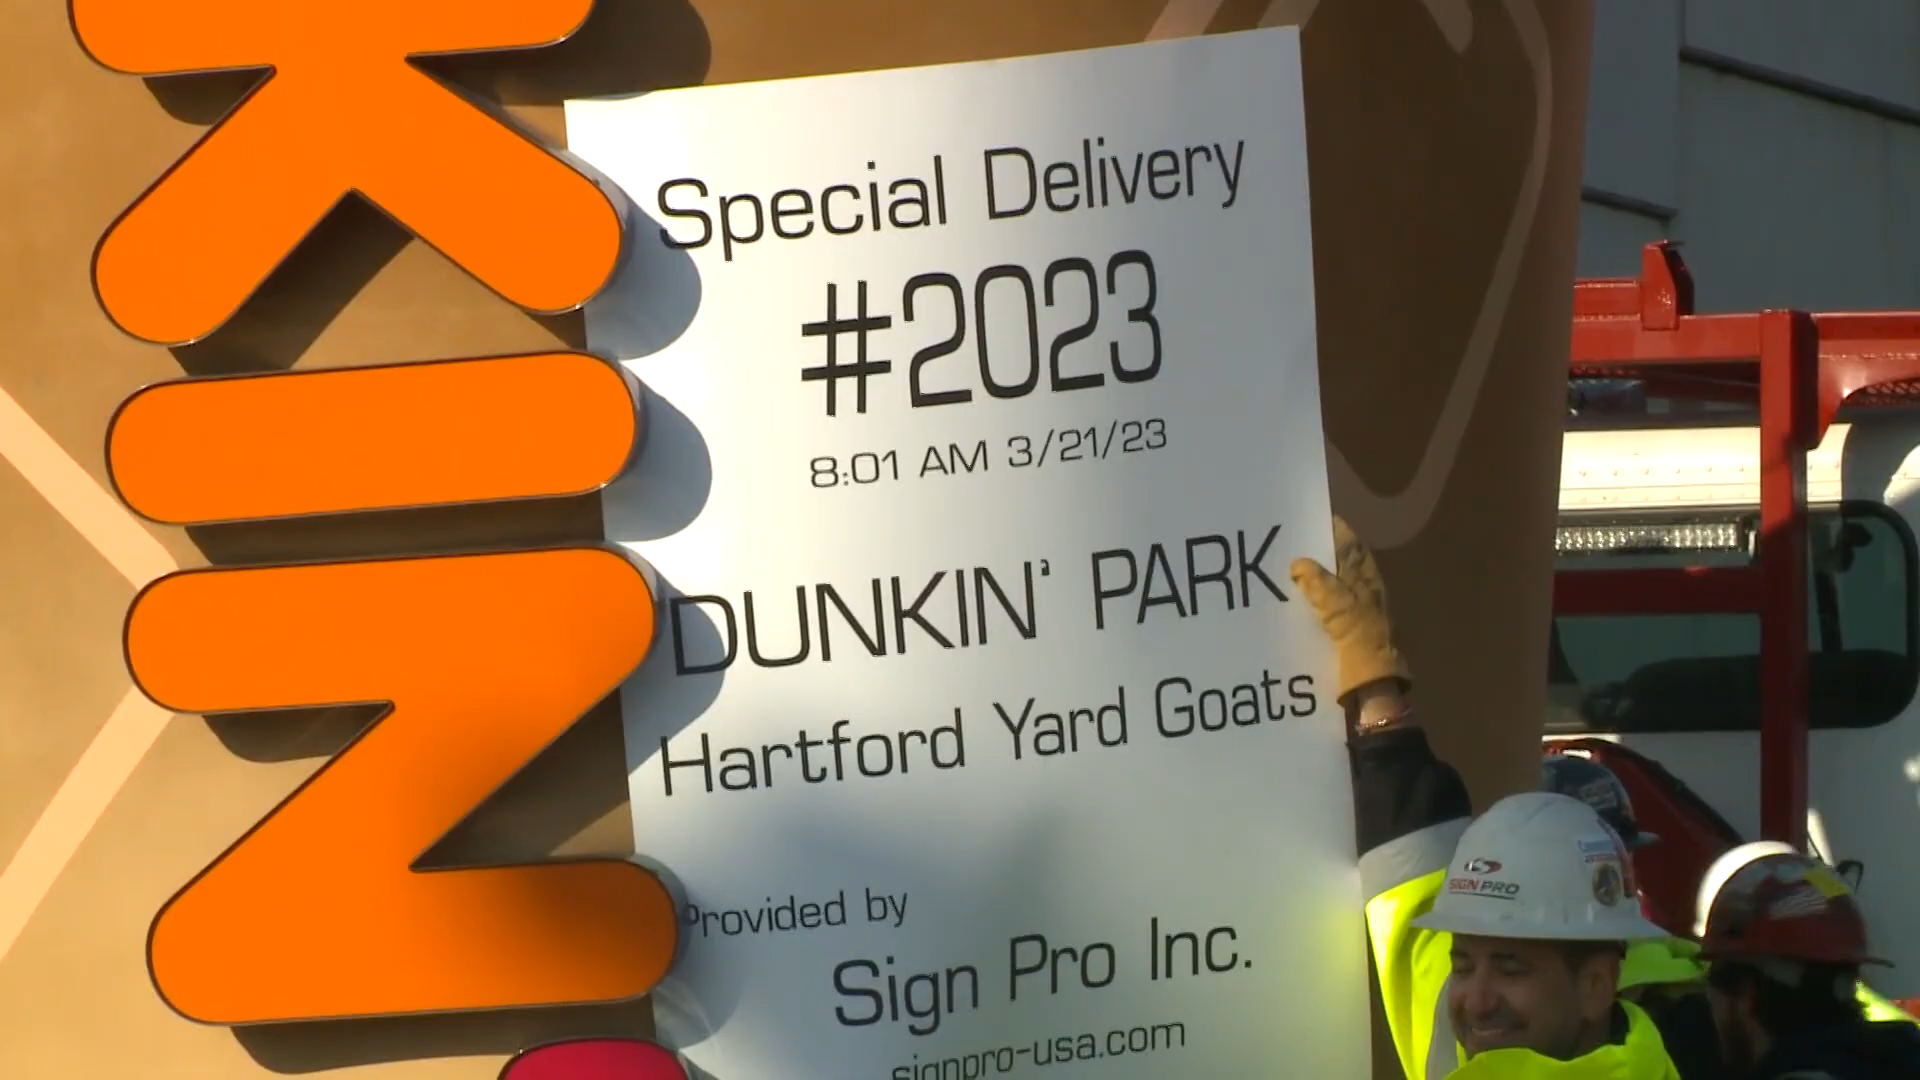 KIN
Special Delivery
#2023
8:01 AM 3/21/23
DUNKIN' PARK
Hartford Yard Goats
Provided by
Sign Pro Inc.
signpro-usa.com
SIGN PRO